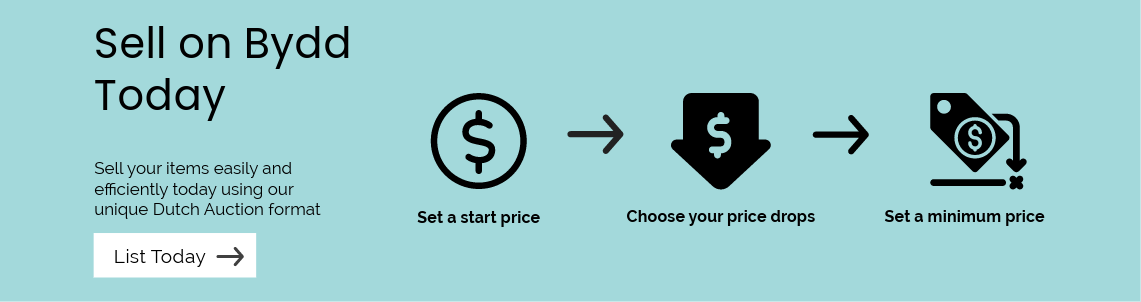 Sell on Bydd
Today
Sell your items easily and
efficiently today using our
unique Dutch Auction format
List Today
$
Set a start price
$
Choose your price drops
$
Set a minimum price